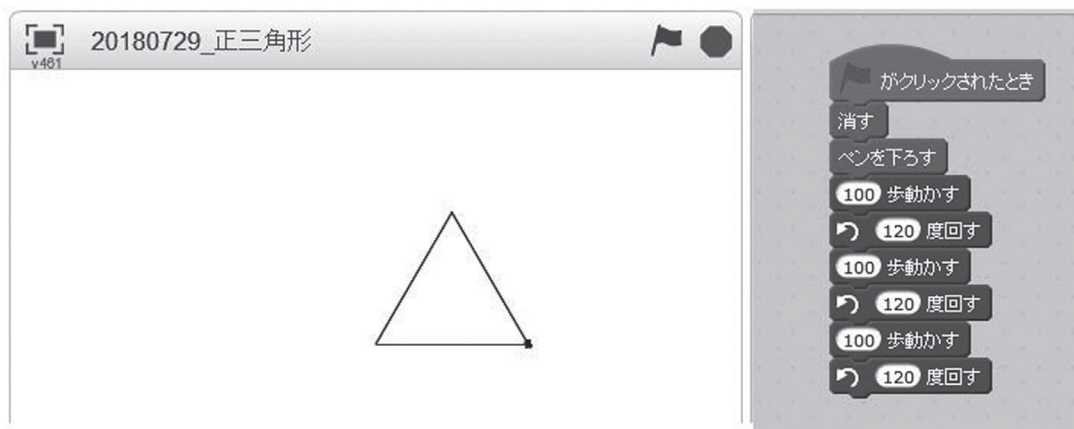 20180729_正三角形
v461
がクリックされたとき
消す
ペンを下ろす
100 歩動かす
120 度回す
100 歩動かす
120 度回す
100 歩動かす
120 度回す